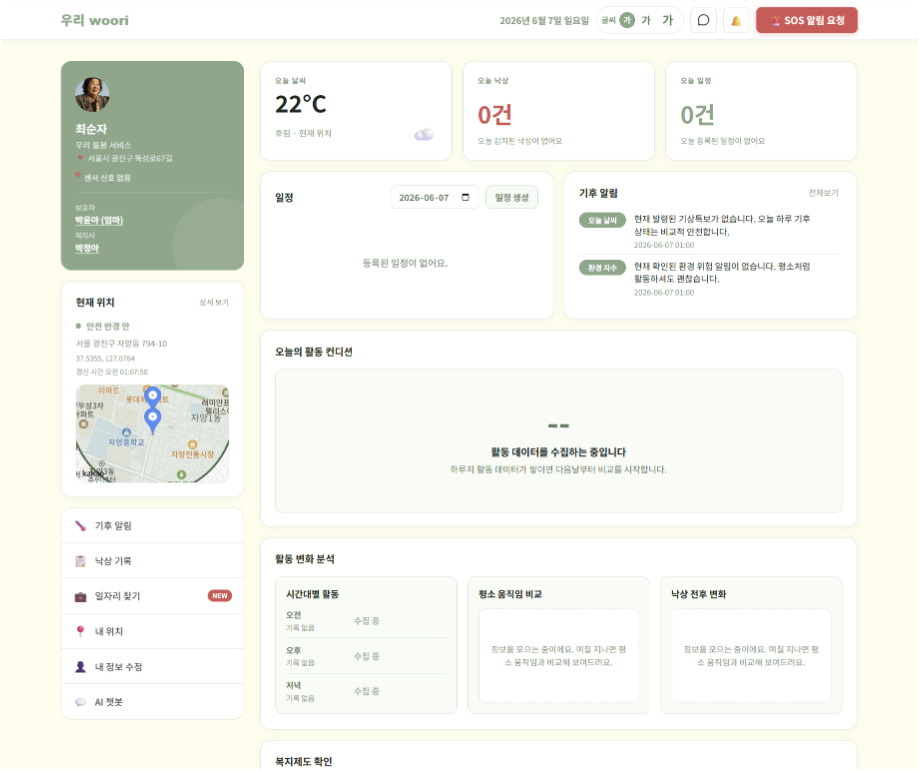 우리 woori
2026년 6월 7일 일요일
글씨 가 가 가
SOS 알림 요청
최순자
우리 돌봄 서비스
서울시 광진구 뚝섬로67길
센서 신호 없음
보호자
박윤아 (엄마)
복지사
박정아
현재 위치
상세 보기
안전 반경 안
서울 광진구 자양동 794-10
37.5355, 127.0764
갱신 시간 오전 01:07:50
이마트
우성3차
아파트
래미안프
자양1동
자양중학교
자양전통시장
kakao
기후 알림
낙상 기록
일자리 찾기
NEW
내 위치
내 정보 수정
AI 챗봇
오늘 날씨
22°C
흐림 · 현재 위치
오늘 낙상
0건
오늘 감지된 낙상이 없어요
오늘 일정
0건
오늘 등록된 일정이 없어요
일정
2026-06-07
일정 생성
등록된 일정이 없어요.
기후 알림
전체보기
오늘 날씨
현재 발령된 기상특보가 없습니다. 오늘 하루 기후
상태는 비교적 안전합니다.
2026-06-07 01:00
환경 지수
현재 확인된 환경 위험 알림이 없습니다. 평소처럼
활동하셔도 괜찮습니다.
2026-06-07 01:00
오늘의 활동 컨디션
--
활동 데이터를 수집하는 중입니다
하루치 활동 데이터가 쌓이면 다음날부터 비교를 시작합니다.
활동 변화 분석
시간대별 활동
오전
기록 없음
수집 중
오후
기록 없음
수집 중
저녁
기록 없음
수집 중
평소 움직임 비교
정보를 모으는 중이에요. 며칠 지나면 평
소 움직임과 비교해 보여드려요.
낙상 전후 변화
정보를 모으는 중이에요. 며칠 지나면 평
소 움직임과 비교해 보여드려요.
복지제도 확인